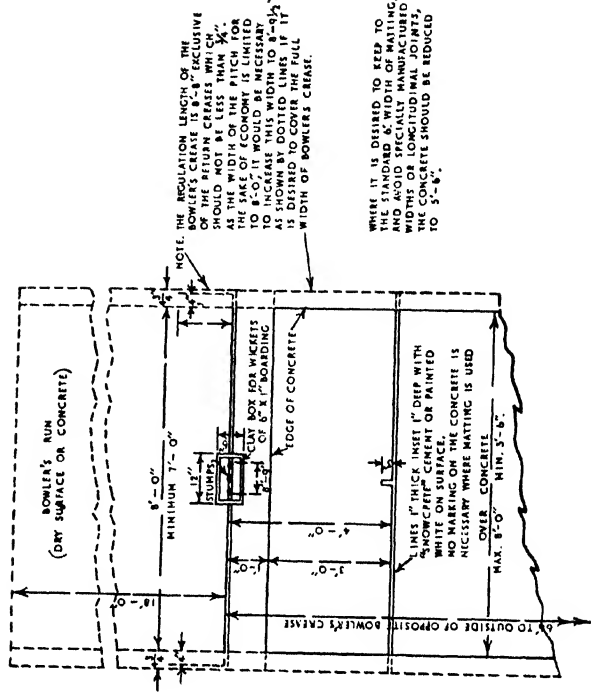 NOTE. THE REGULATION LENGTH OF THE
BOWLER'S CREASE IS 8'-8" EXCLUSIVE
OF THE RETURN CREASES WHICH
SHOULD NOT BE LESS THAN ¾".
AS THE WIDTH OF THE PITCH FOR
THE SAKE OF ECONOMY IS LIMITED
TO 8'-0", IT WOULD BE NECESSARY
TO INCREASE THIS WIDTH TO 8'-9½"
AS SHOWN BY DOTTED LINES IF IT
IS DESIRED TO COVER THE FULL
WIDTH OF BOWLER'S CREASE.
WHERE IT IS DESIRED TO KEEP TO
THE STANDARD 6' WIDTH OF MATTING,
AND AVOID SPECIALLY MANUFACTURED
WIDTHS OR LONGITUDINAL JOINTS,
THE CONCRETE SHOULD BE REDUCED
TO 5'-6".
BOWLER'S RUN
(DRY SURFACE OR CONCRETE)
18'-0"
8'-0"
MINIMUM 7'-0"
12"
STUMPS
CLAY BOX FOR WICKETS
OF 6" X 1" BOARDING
EDGE OF CONCRETE
1'-0"
3'-0"
4'-0"
LINES 1" THICK INSET 1" DEEP WITH
"SNOWCRETE" CEMENT OR PAINTED
WHITE ON SURFACE.
NO MARKING ON THE CONCRETE IS
NECESSARY WHERE MATTING IS USED
OVER CONCRETE
MAX. 8'-0" MIN. 5'-6".
66' TO OUTSIDE OF OPPOSIT BOWLER'S CREASE